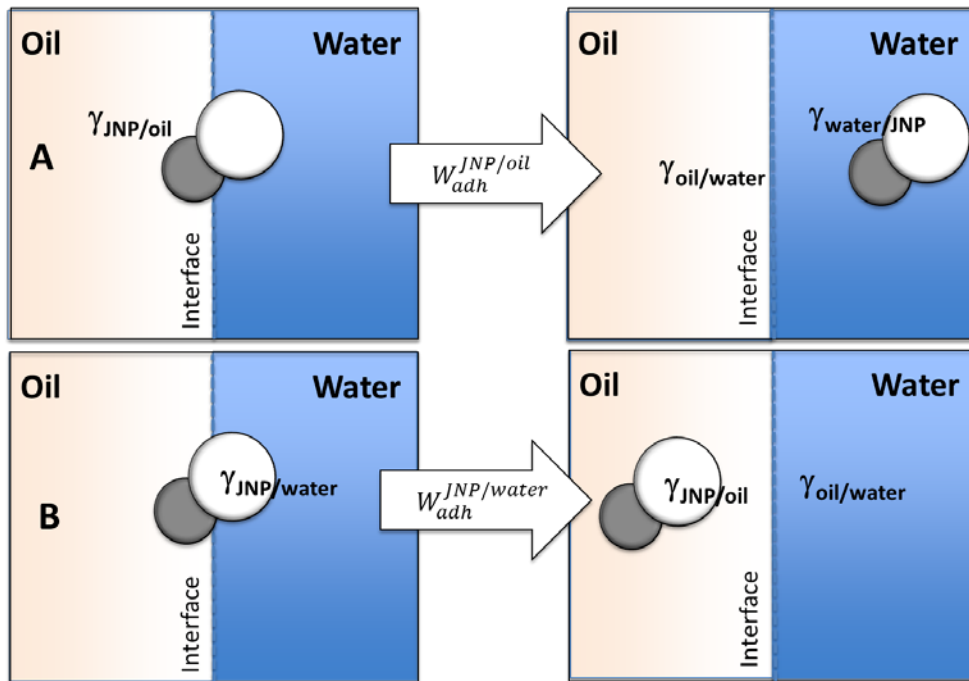 Oil
Water
A
γJNP/oil
Interface
W_adh^JNP/oil
γoil/water
γwater/JNP
Interface
Oil
Water
B
γJNP/water
Interface
W_adh^JNP/water
Oil
Water
γJNP/oil
γoil/water
Interface
Oil
Water